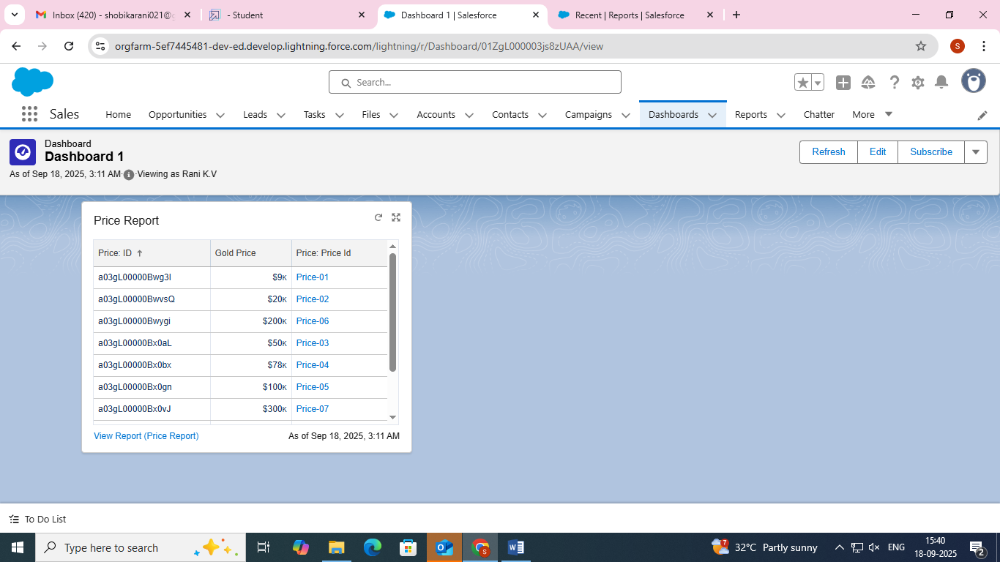 Inbox (420) - shobikarani021@g
- Student
Dashboard 1 | Salesforce
Recent | Reports | Salesforce
orgfarm-5ef7445481-dev-ed.develop.lightning.force.com/lightning/r/Dashboard/01ZgL000003js8zUAA/view
S
Search...
Sales
Home
Opportunities
Leads
Tasks
Files
Accounts
Contacts
Campaigns
Dashboards
Reports
Chatter
More
Dashboard
Dashboard 1
As of Sep 18, 2025, 3:11 AM·Viewing as Rani K.V
Refresh
Edit
Subscribe
Price Report
Price: ID ↑ Gold Price Price: Price Id
a03gL00000Bwg3l $9K Price-01
a03gL00000BwvsQ $20K Price-02
a03gL00000Bwygi $200K Price-06
a03gL00000Bx0aL $50K Price-03
a03gL00000Bx0bx $78K Price-04
a03gL00000Bx0gn $100K Price-05
a03gL00000Bx0vJ $300K Price-07
View Report (Price Report)
As of Sep 18, 2025, 3:11 AM
To Do List
Type here to search
7
32°C Partly sunny
ENG
15:40
18-09-2025
2